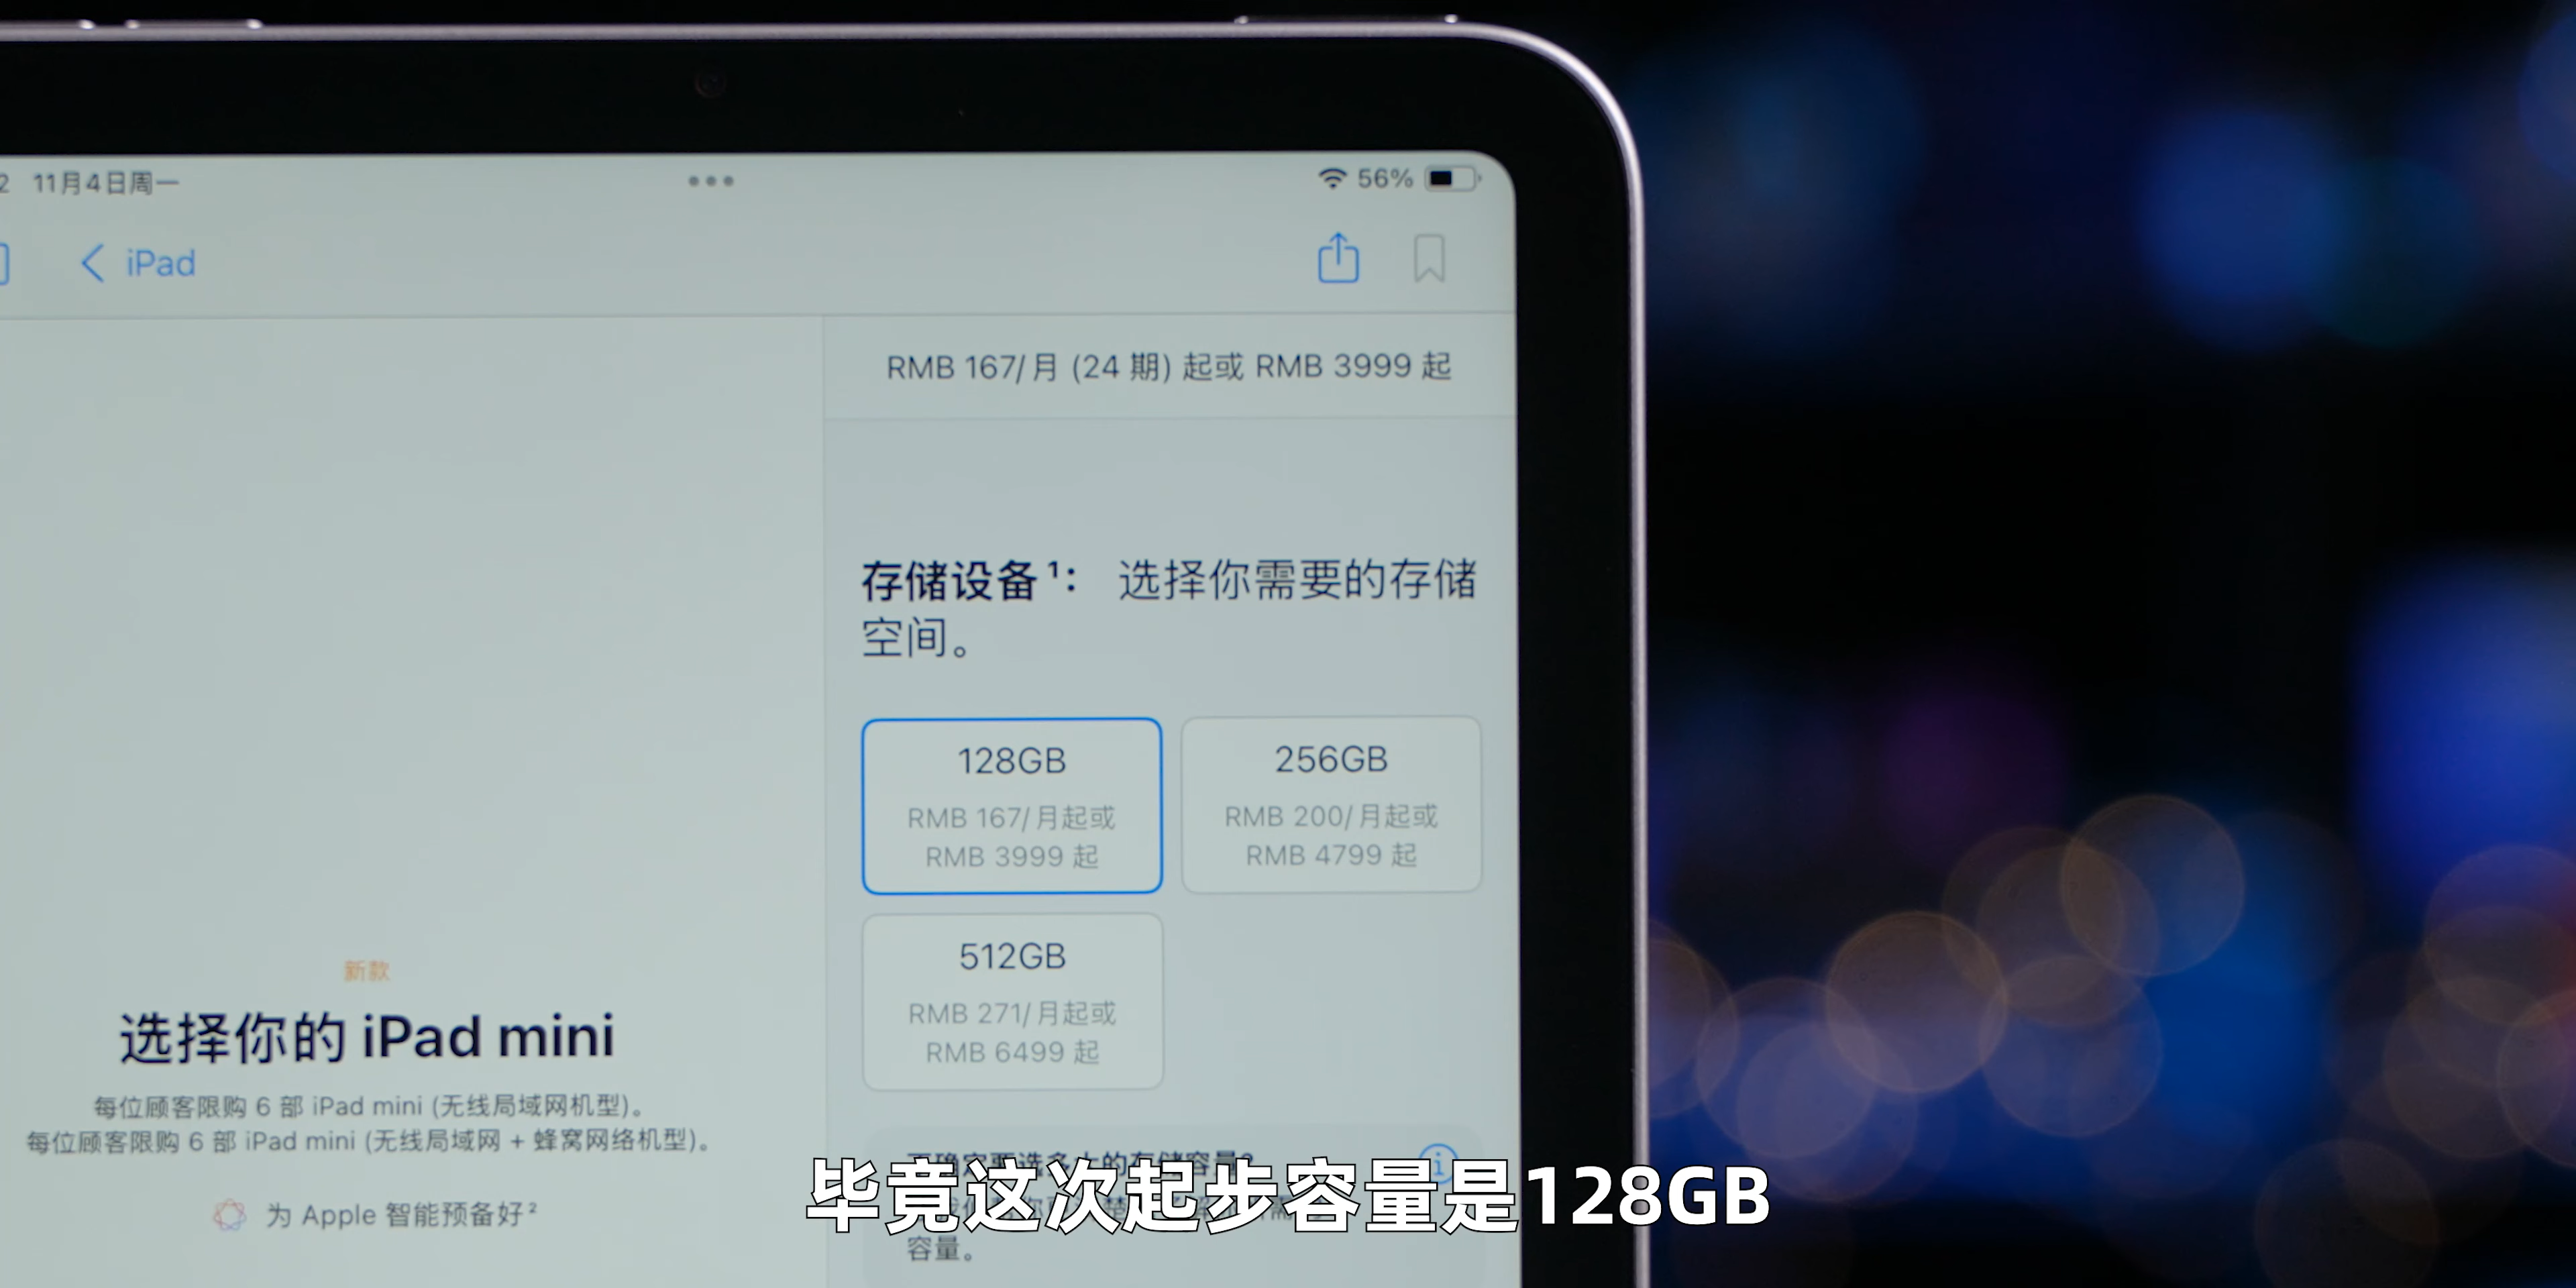 11月4日周一
56%
iPad
RMB 167/月 (24 期) 起或 RMB 3999 起
存储设备¹： 选择你需要的存储
空间。
128GB
RMB 167/月起或
RMB 3999 起
256GB
RMB 200/月起或
RMB 4799 起
512GB
RMB 271/月起或
RMB 6499 起
新款
选择你的 iPad mini
每位顾客限购 6 部 iPad mini (无线局域网机型)。
每位顾客限购 6 部 iPad mini (无线局域网 + 蜂窝网络机型)。
为 Apple 智能预备好²
毕竟这次起步容量是128GB
容量。